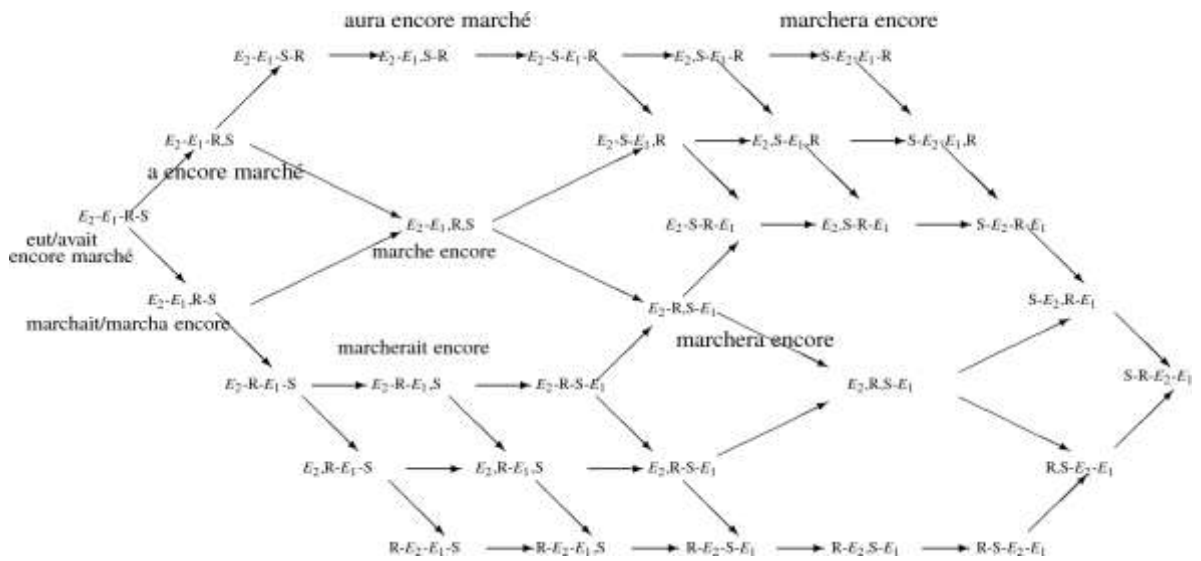 aura encore marché marchera encore
E₂-E₁-S-R E₂-E₁,S-R E₂-S-E₁-R E₂,S-E₁-R S-E₂-E₁-R
E₂-E₁-R,S E₂-S-E₁,R E₂,S-E₁,R S-E₂-E₁,R
a encore marché
E₂-E₁-R-S E₂-E₁,R,S E₂-S-R-E₁ E₂,S-R-E₁ S-E₂-R-E₁
eut/avait
encore marché marche encore
E₂-E₁,R-S E₂-R,S-E₁ S-E₂,R-E₁
marchait/marcha encore marchera encore
marcherait encore
E₂-R-E₁-S E₂-R-E₁,S E₂-R-S-E₁ E₂,R,S-E₁ S-R-E₂-E₁
E₂,R-E₁-S E₂,R-E₁,S E₂,R-S-E₁ R,S-E₂-E₁
R-E₂-E₁-S R-E₂-E₁,S R-E₂-S-E₁ R-E₂,S-E₁ R-S-E₂-E₁